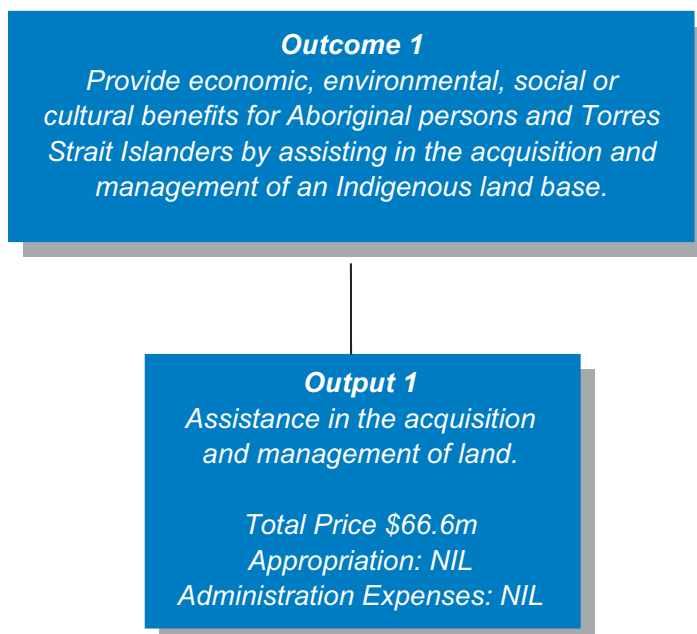 Outcome 1
Provide economic, environmental, social or
cultural benefits for Aboriginal persons and Torres
Strait Islanders by assisting in the acquisition and
management of an Indigenous land base.
Output 1
Assistance in the acquisition
and management of land.
Total Price $66.6m
Appropriation: NIL
Administration Expenses: NIL